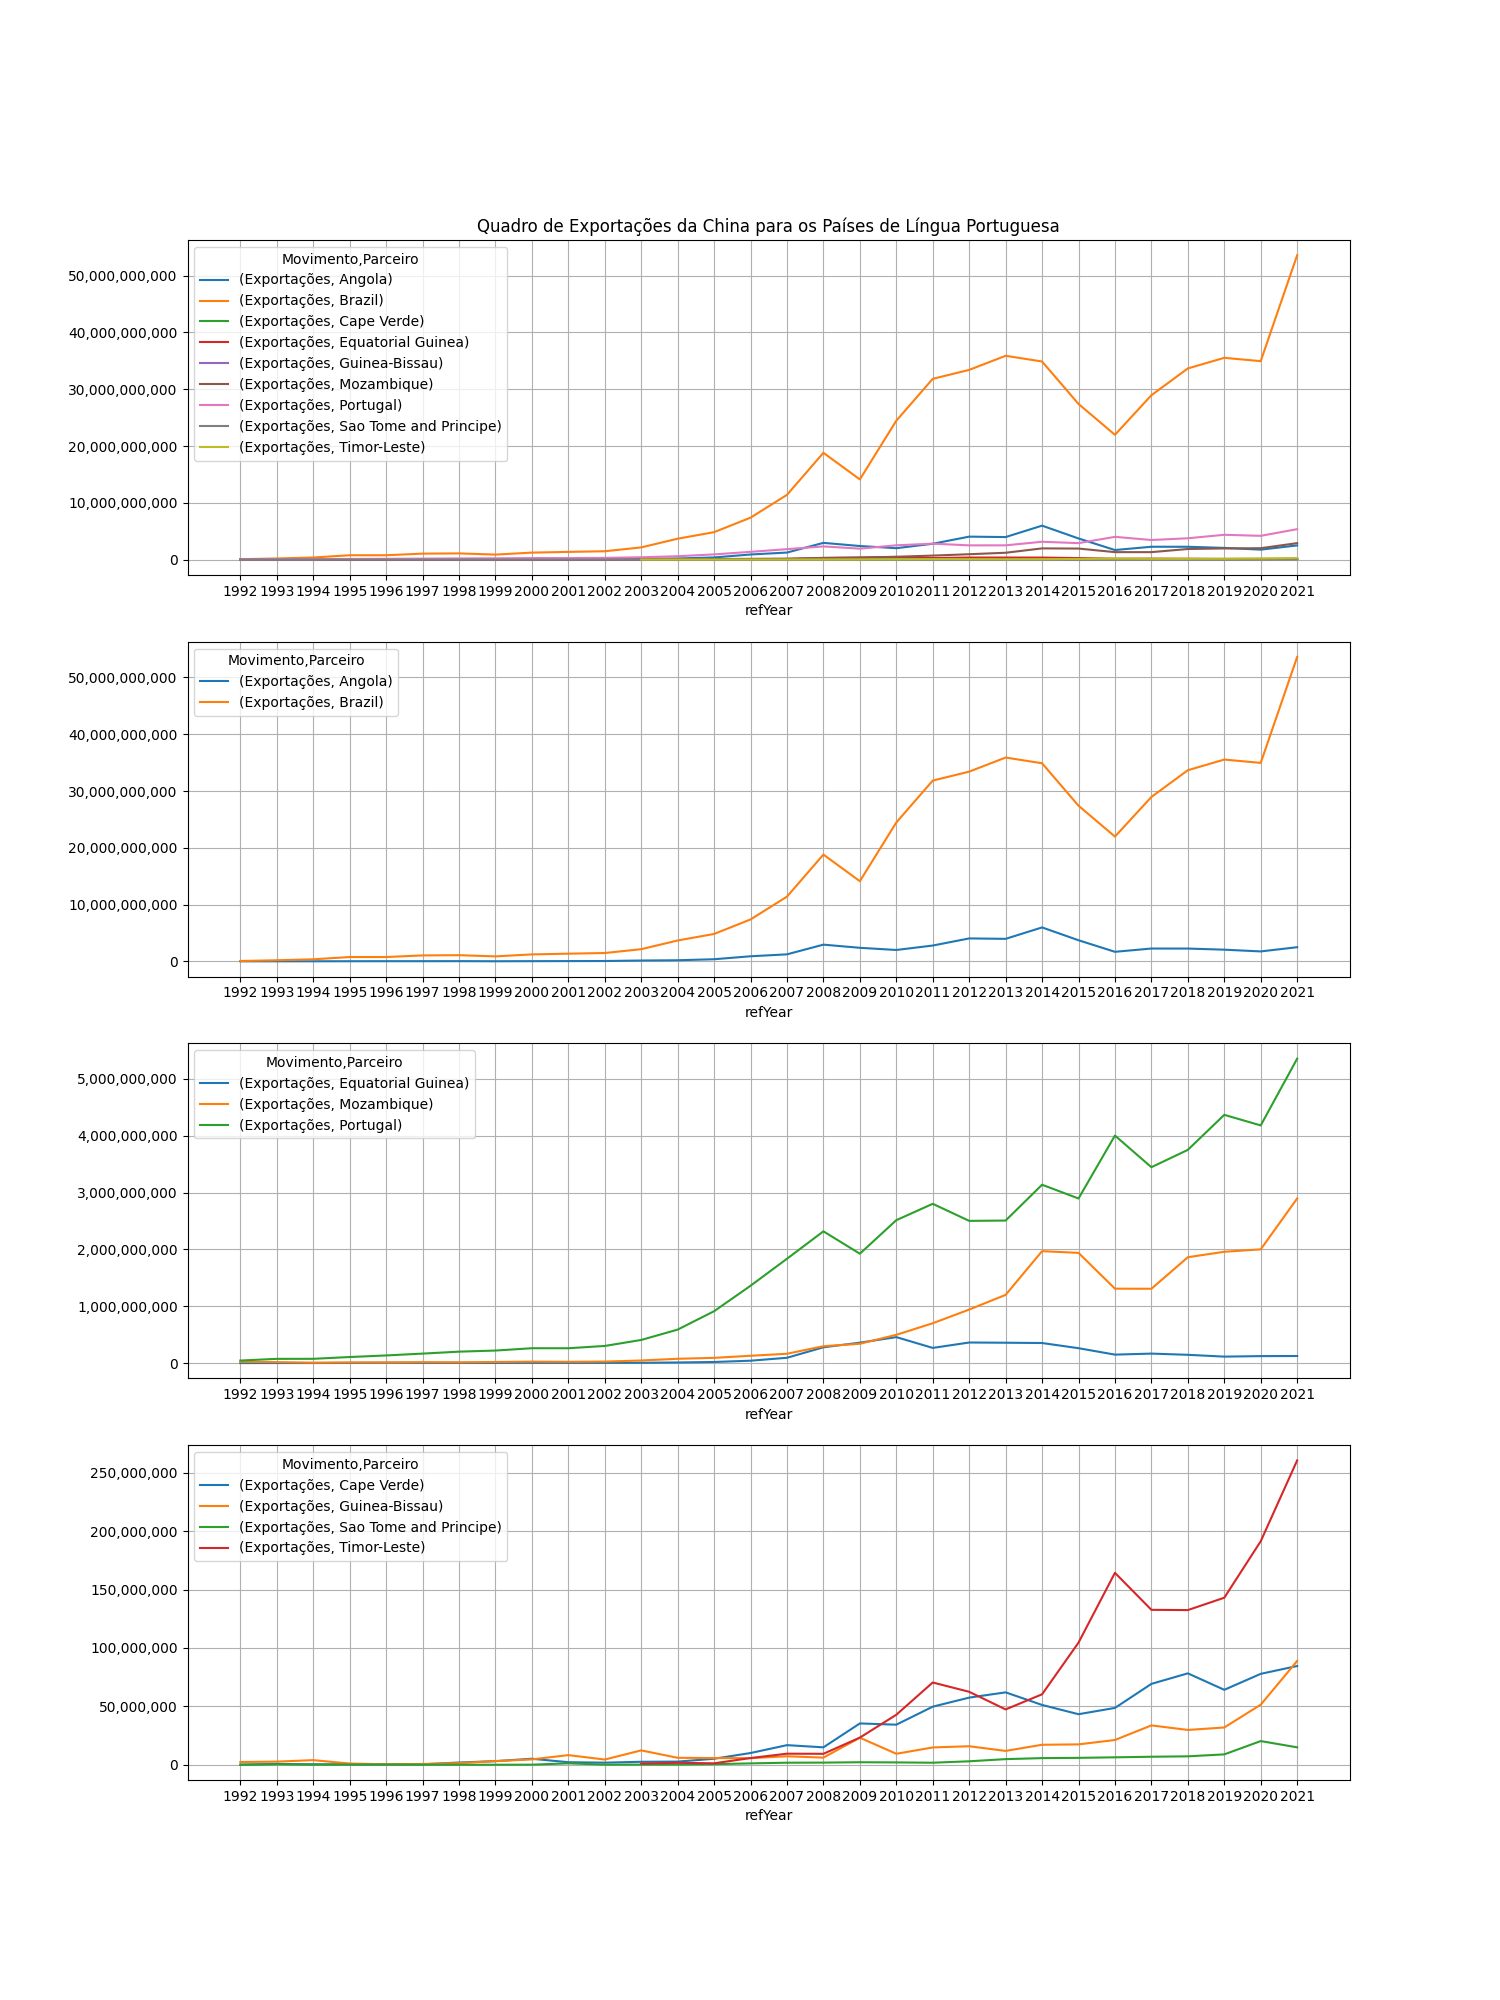 Quadro de Exportações da China para os Países de Língua Portuguesa
Movimento,Parceiro
(Exportações, Angola)
(Exportações, Brazil)
(Exportações, Cape Verde)
(Exportações, Equatorial Guinea)
(Exportações, Guinea-Bissau)
(Exportações, Mozambique)
(Exportações, Portugal)
(Exportações, Sao Tome and Principe)
(Exportações, Timor-Leste)
50,000,000,000
40,000,000,000
30,000,000,000
20,000,000,000
10,000,000,000
0
1992 1993 1994 1995 1996 1997 1998 1999 2000 2001 2002 2003 2004 2005 2006 2007 2008 2009 2010 2011 2012 2013 2014 2015 2016 2017 2018 2019 2020 2021
refYear
Movimento,Parceiro
(Exportações, Angola)
(Exportações, Brazil)
50,000,000,000
40,000,000,000
30,000,000,000
20,000,000,000
10,000,000,000
0
1992 1993 1994 1995 1996 1997 1998 1999 2000 2001 2002 2003 2004 2005 2006 2007 2008 2009 2010 2011 2012 2013 2014 2015 2016 2017 2018 2019 2020 2021
refYear
Movimento,Parceiro
(Exportações, Equatorial Guinea)
(Exportações, Mozambique)
(Exportações, Portugal)
5,000,000,000
4,000,000,000
3,000,000,000
2,000,000,000
1,000,000,000
0
1992 1993 1994 1995 1996 1997 1998 1999 2000 2001 2002 2003 2004 2005 2006 2007 2008 2009 2010 2011 2012 2013 2014 2015 2016 2017 2018 2019 2020 2021
refYear
Movimento,Parceiro
(Exportações, Cape Verde)
(Exportações, Guinea-Bissau)
(Exportações, Sao Tome and Principe)
(Exportações, Timor-Leste)
250,000,000
200,000,000
150,000,000
100,000,000
50,000,000
0
1992 1993 1994 1995 1996 1997 1998 1999 2000 2001 2002 2003 2004 2005 2006 2007 2008 2009 2010 2011 2012 2013 2014 2015 2016 2017 2018 2019 2020 2021
refYear